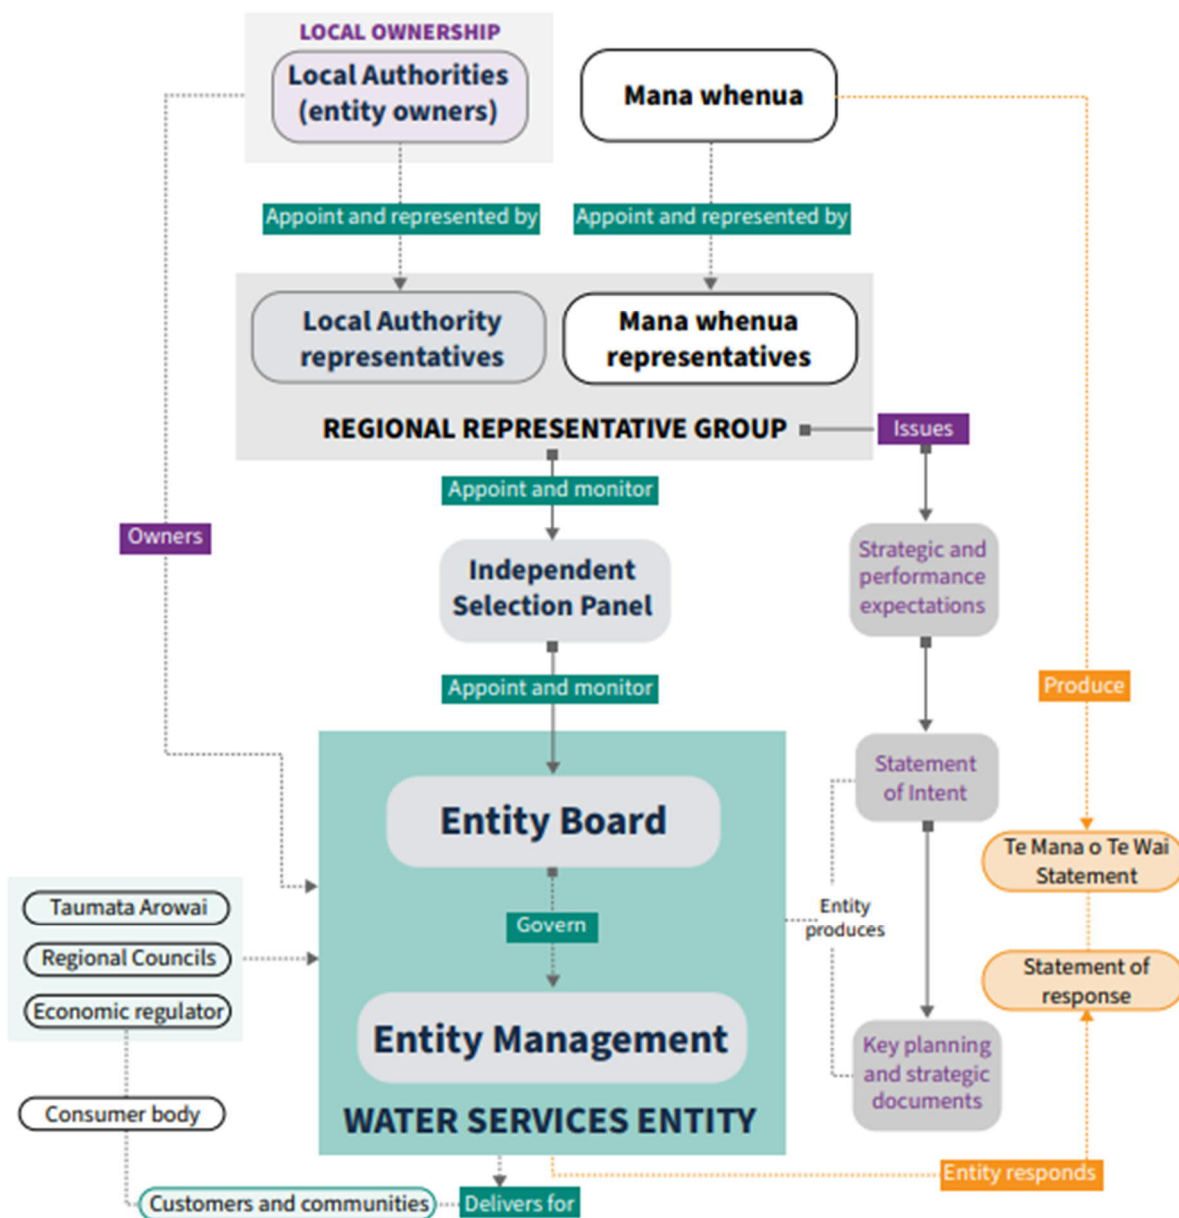 LOCAL OWNERSHIP
Local Authorities
(entity owners)
Mana whenua
Appoint and represented by
Appoint and represented by
Local Authority
representatives
Mana whenua
representatives
REGIONAL REPRESENTATIVE GROUP
Issues
Appoint and monitor
Owners
Independent
Selection Panel
Strategic and
performance
expectations
Appoint and monitor
Produce
Statement
of Intent
Entity Board
Te Mana o Te Wai
Statement
Taumata Arowai
Regional Councils
Economic regulator
Govern
Entity
produces
Statement of
response
Entity Management
Key planning
and strategic
documents
Consumer body
WATER SERVICES ENTITY
Entity responds
Customers and communities
Delivers for